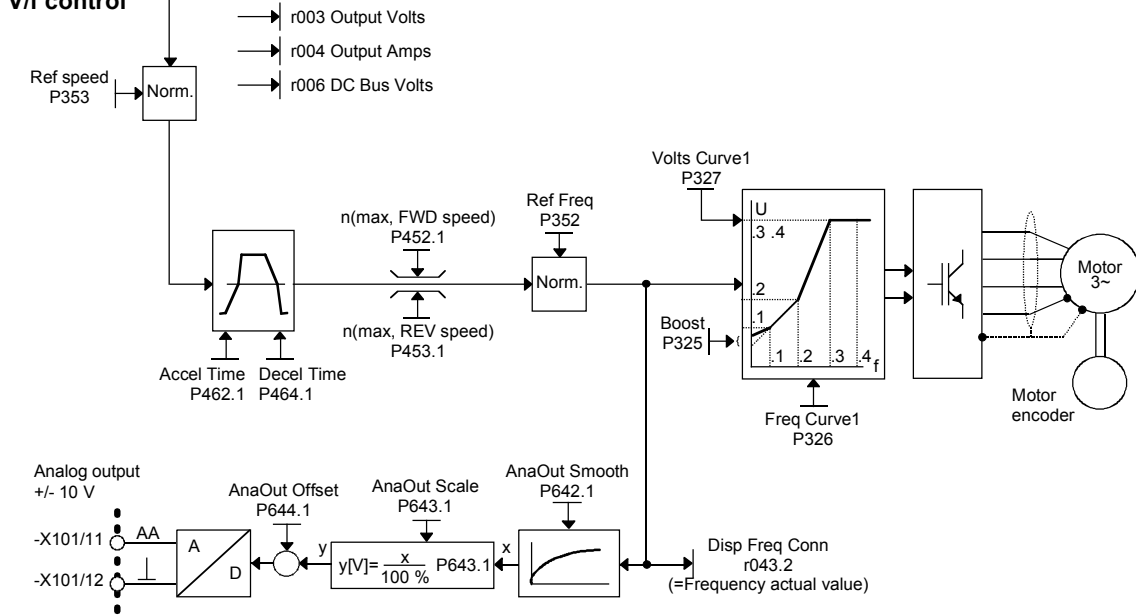 V/f control
r003 Output Volts
r004 Output Amps
r006 DC Bus Volts
Ref speed
P353
Norm.
Volts Curve1
P327
n(max, FWD speed)
P452.1
Ref Freq
P352
Norm.
U
.3 .4
.2
.1
.1 .2 .3 .4 f
Motor
3~
n(max, REV speed)
P453.1
Boost
P325
Accel Time
P462.1
Decel Time
P464.1
Freq Curve1
P326
Motor
encoder
Analog output
+/- 10 V
AnaOut Offset
P644.1
AnaOut Scale
P643.1
AnaOut Smooth
P642.1
-X101/11
AA
-X101/12
A
D
y
y[V]= x
100 % P643.1
x
Disp Freq Conn
r043.2
(=Frequency actual value)